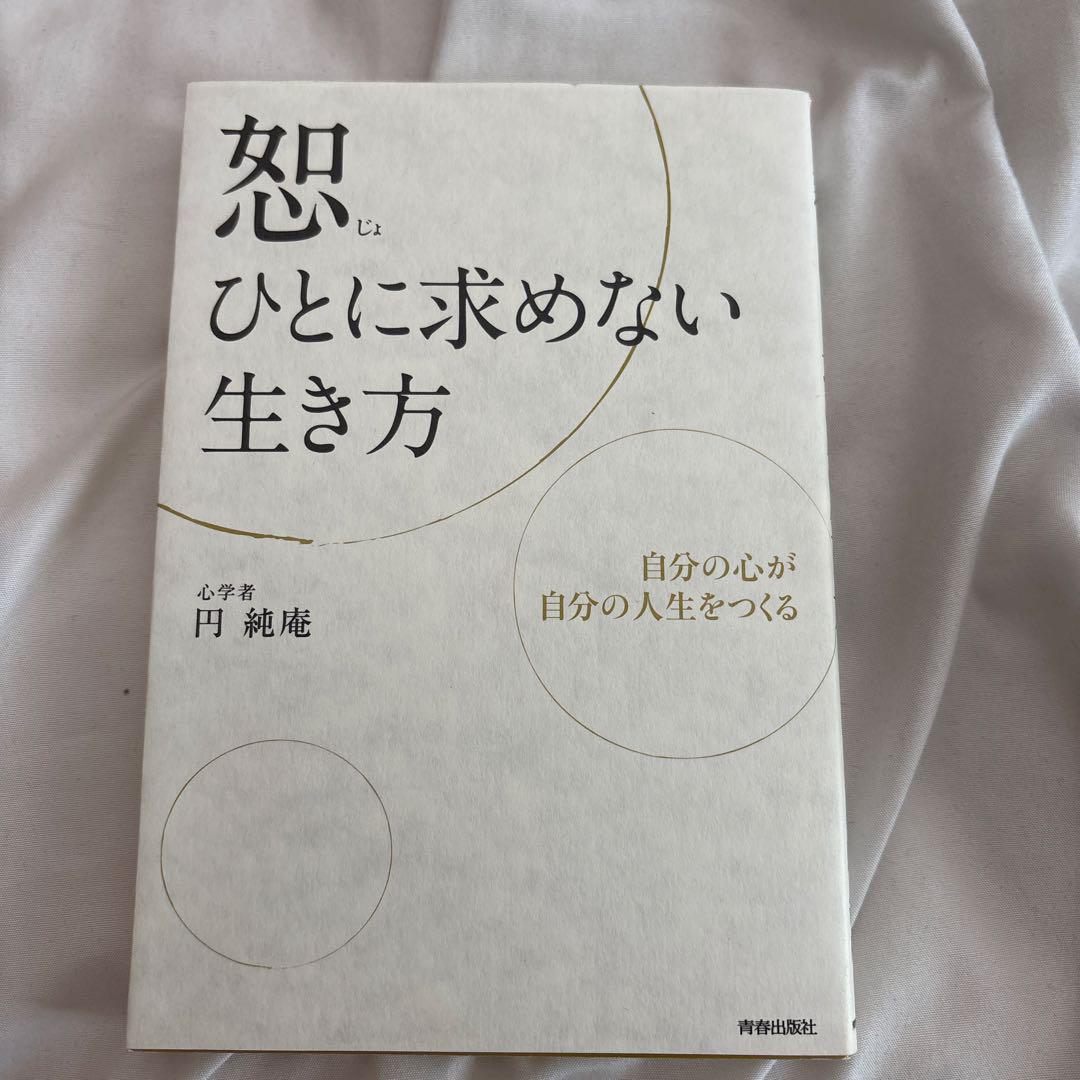 恕
じょ
ひとに求めない
生き方
自分の心が
自分の人生をつくる
心学者
円 純庵
青春出版社